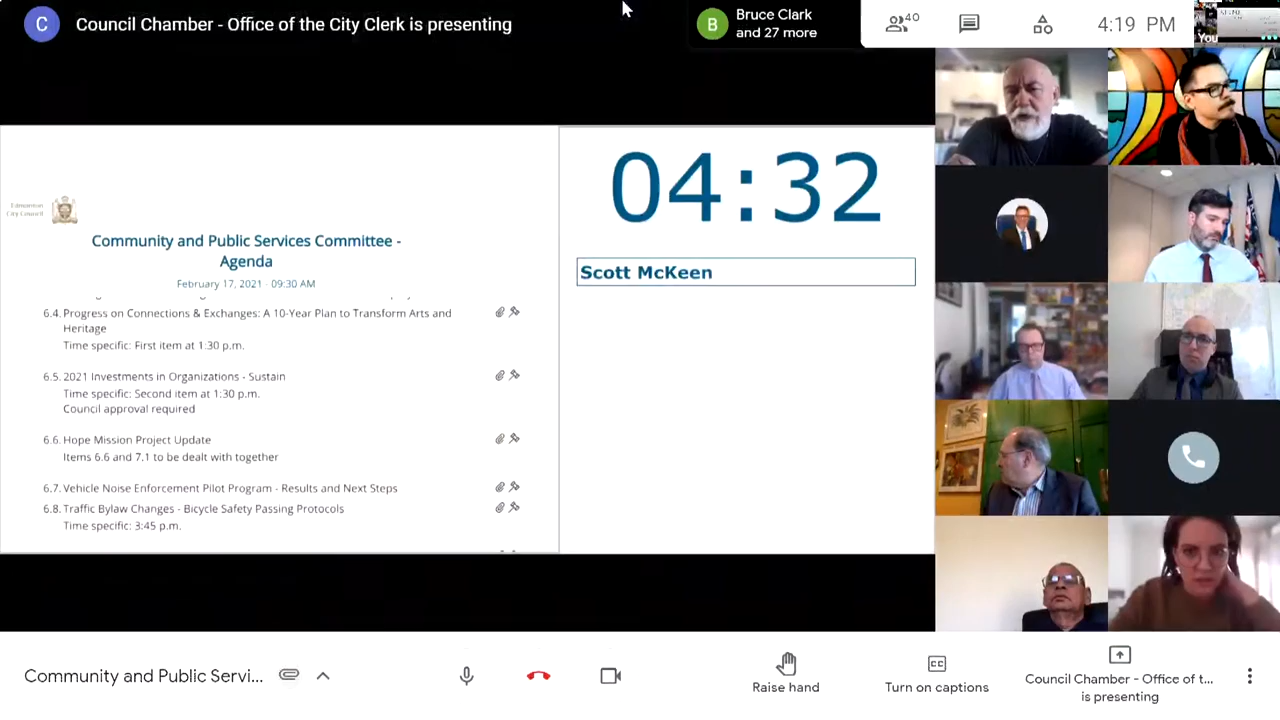 C
Council Chamber - Office of the City Clerk is presenting
B
Bruce Clark
and 27 more
40
4:19 PM
You
Edmonton
City Council
Community and Public Services Committee -
Agenda
February 17, 2021 - 09:30 AM
6.4. Progress on Connections & Exchanges: A 10-Year Plan to Transform Arts and
Heritage
Time specific: First item at 1:30 p.m.
6.5. 2021 Investments in Organizations - Sustain
Time specific: Second item at 1:30 p.m.
Council approval required
6.6. Hope Mission Project Update
Items 6.6 and 7.1 to be dealt with together
6.7. Vehicle Noise Enforcement Pilot Program - Results and Next Steps
6.8. Traffic Bylaw Changes - Bicycle Safety Passing Protocols
Time specific: 3:45 p.m.
04:32
Scott McKeen
Community and Public Servi...
Raise hand
CC
Turn on captions
Council Chamber - Office of t...
is presenting